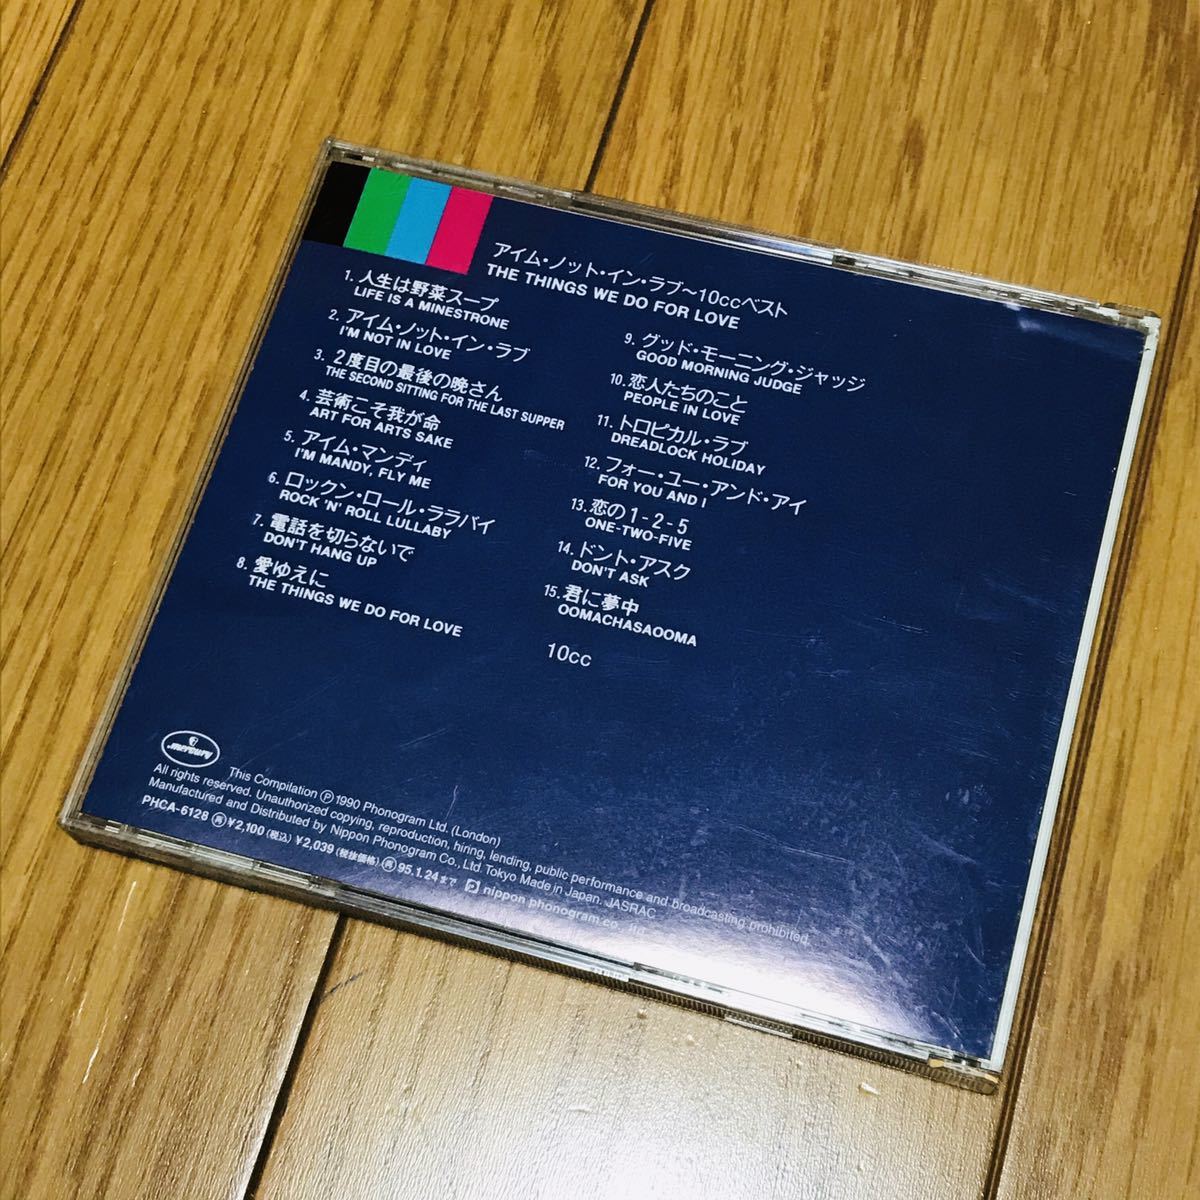 アイム・ノット・イン・ラブ〜10ccベスト
THE THINGS WE DO FOR LOVE
1. 人生は野菜スープ
LIFE IS A MINESTRONE
2. アイム・ノット・イン・ラブ
I'M NOT IN LOVE
3. 2度目の最後の晩さん
THE SECOND SITTING FOR THE LAST SUPPER
4. 芸術こそ我が命
ART FOR ARTS SAKE
5. アイム・マンディ
I'M MANDY, FLY ME
6. ロックン・ロール・ララバイ
ROCK 'N' ROLL LULLABY
7. 電話を切らないで
DON'T HANG UP
8. 愛ゆえに
THE THINGS WE DO FOR LOVE
9. グッド・モーニング・ジャッジ
GOOD MORNING JUDGE
10. 恋人たちのこと
PEOPLE IN LOVE
11. トロピカル・ラブ
DREADLOCK HOLIDAY
12. フォー・ユー・アンド・アイ
FOR YOU AND I
13. 恋の1-2-5
ONE-TWO-FIVE
14. ドント・アスク
DON'T ASK
15. 君に夢中
OOMACHASAOOMA
10cc
mercury
This Compilation Ⓟ 1990 Phonogram Ltd. (London)
All rights reserved. Unauthorized copying, reproduction, hiring, lending, public performance and broadcasting prohibited.
Manufactured and Distributed by Nippon Phonogram Co., Ltd. Tokyo Made in Japan. JASRAC
PHCA-6128 ㊢¥2,100(税込) ¥2,039(税抜価格) ㊢95.1.24まで nippon phonogram co., ltd.